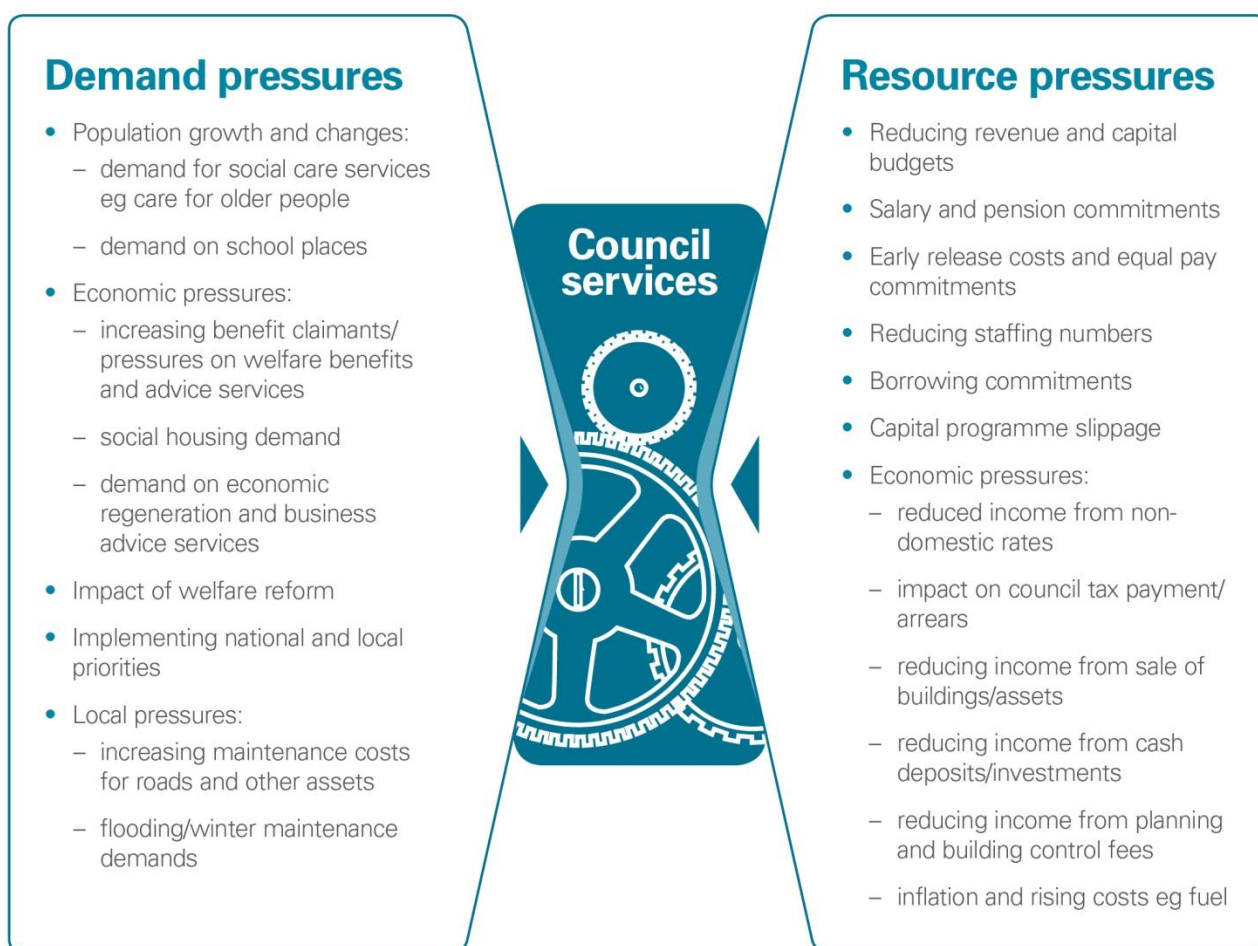 Demand pressures
• Population growth and changes:
– demand for social care services
eg care for older people
– demand on school places
• Economic pressures:
– increasing benefit claimants/
pressures on welfare benefits
and advice services
– social housing demand
– demand on economic
regeneration and business
advice services
• Impact of welfare reform
• Implementing national and local
priorities
• Local pressures:
– increasing maintenance costs
for roads and other assets
– flooding/winter maintenance
demands
Council
services
Resource pressures
• Reducing revenue and capital
budgets
• Salary and pension commitments
• Early release costs and equal pay
commitments
• Reducing staffing numbers
• Borrowing commitments
• Capital programme slippage
• Economic pressures:
– reduced income from non-
domestic rates
– impact on council tax payment/
arrears
– reducing income from sale of
buildings/assets
– reducing income from cash
deposits/investments
– reducing income from planning
and building control fees
– inflation and rising costs eg fuel